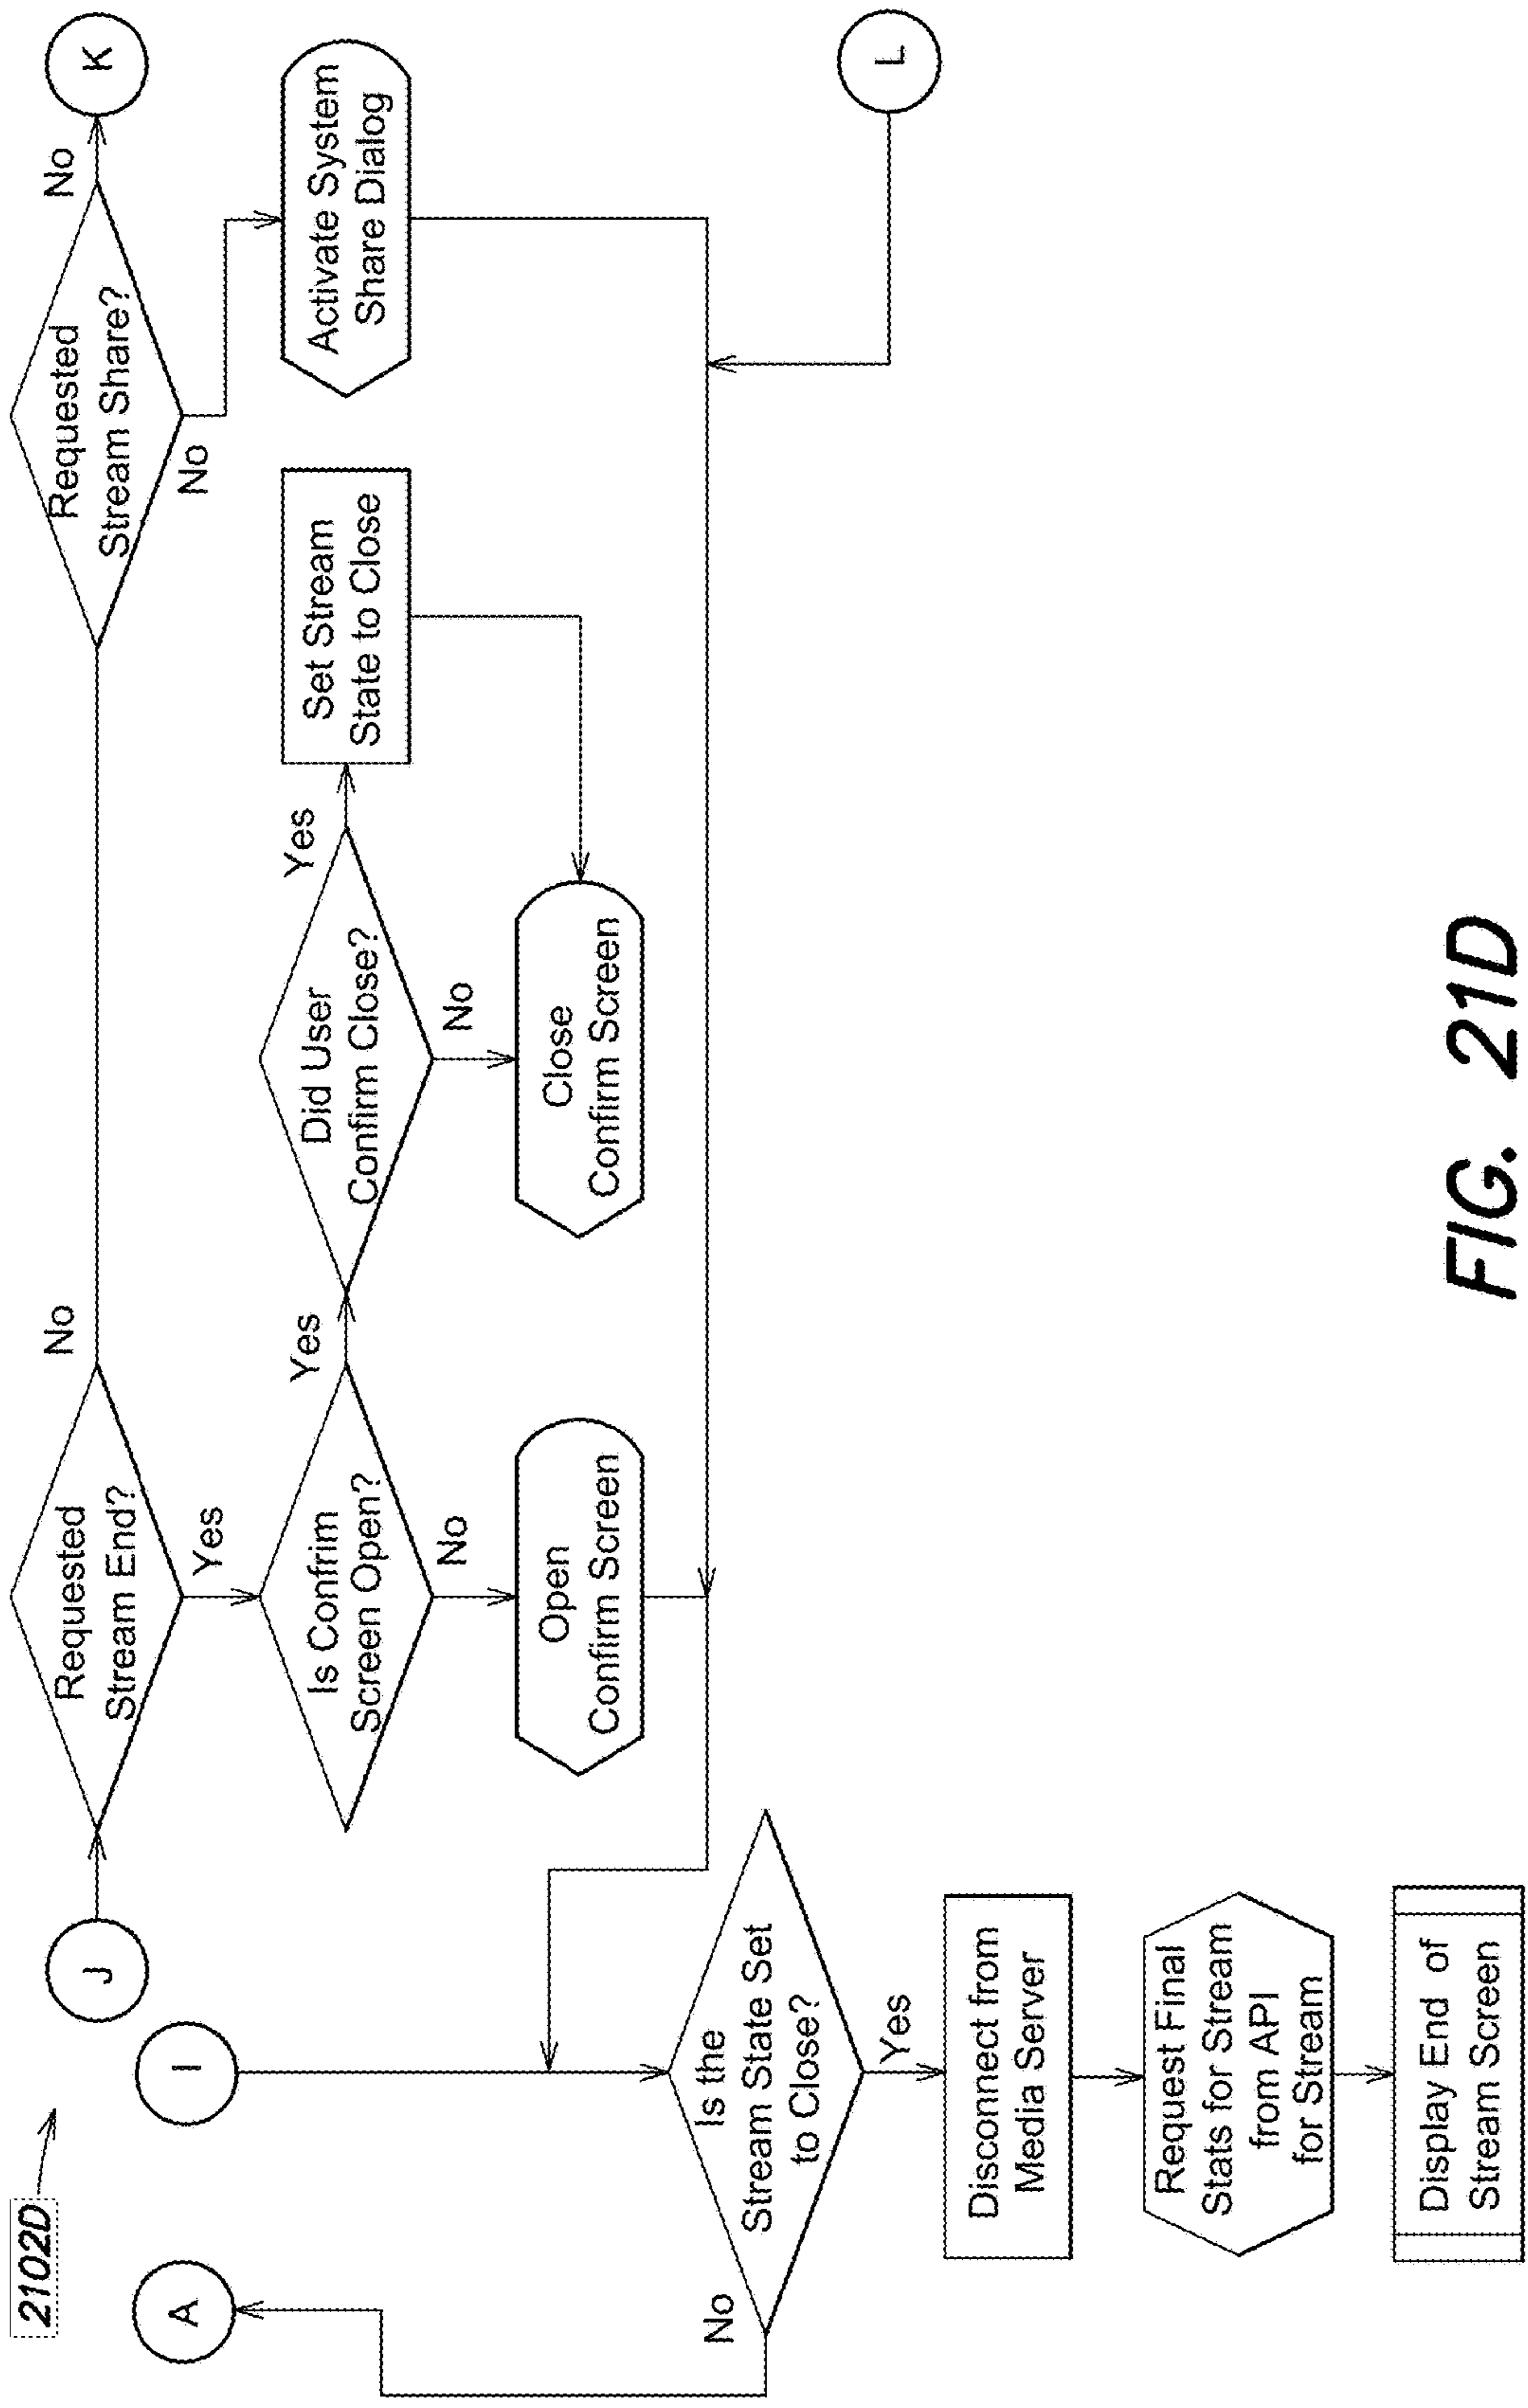 2102D
J
Requested
Stream End?
No
Requested
Stream Share?
No
K
I
A
Yes
No
Is Confrim
Screen Open?
Yes
Did User
Confirm Close?
Yes
Set Stream
State to Close
Activate System
Share Dialog
No
No
Open
Confirm Screen
Close
Confirm Screen
Is the
Stream State Set
to Close?
No
Yes
L
Disconnect from
Media Server
Request Final
Stats for Stream
from API
for Stream
Display End of
Stream Screen
FIG. 21D